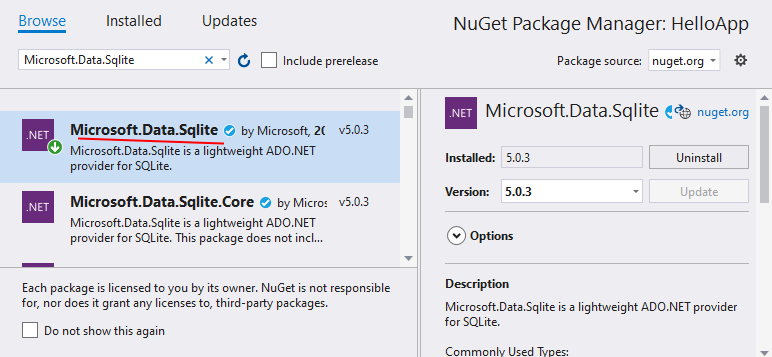 Browse Installed Updates
NuGet Package Manager: HelloApp
Microsoft.Data.Sqlite
Include prerelease
Package source: nuget.org
.NET
Microsoft.Data.Sqlite by Microsoft, 20 v5.0.3
Microsoft.Data.Sqlite is a lightweight ADO.NET
provider for SQLite.
.NET
Microsoft.Data.Sqlite.Core by Micros v5.0.3
Microsoft.Data.Sqlite is a lightweight ADO.NET
provider for SQLite. This package does not incl...
Each package is licensed to you by its owner. NuGet is not responsible
for, nor does it grant any licenses to, third-party packages.
Do not show this again
.NET
Microsoft.Data.Sqlite nuget.org
Installed: 5.0.3 Uninstall
Version: 5.0.3 Update
Options
Description
Microsoft.Data.Sqlite is a lightweight ADO.NET provider
for SQLite.
Commonly Used Types: